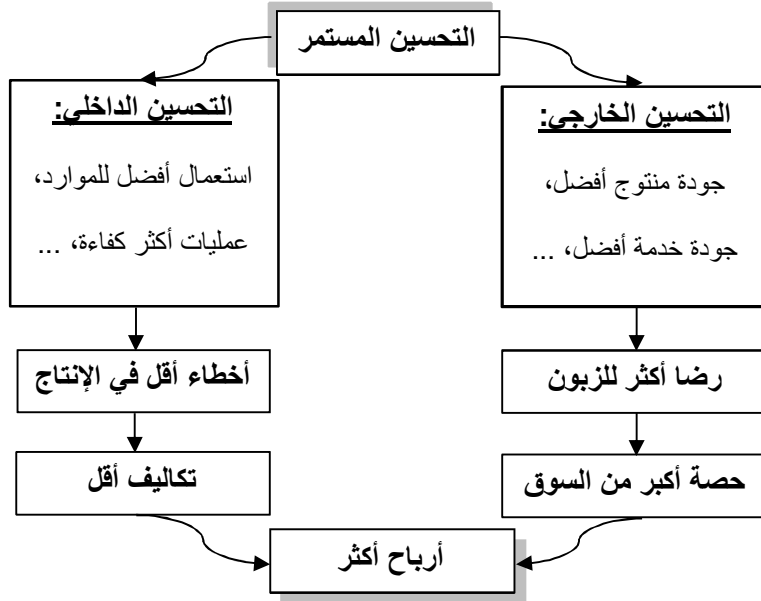 التحسين المستمر
التحسين الخارجي:
جودة منتوج أفضل،
جودة خدمة أفضل، ...
رضا أكثر للزبون
حصة أكبر من السوق
التحسين الداخلي:
استعمال أفضل للموارد،
عمليات أكثر كفاءة، ...
أخطاء أقل في الإنتاج
تكاليف أقل
أرباح أكثر